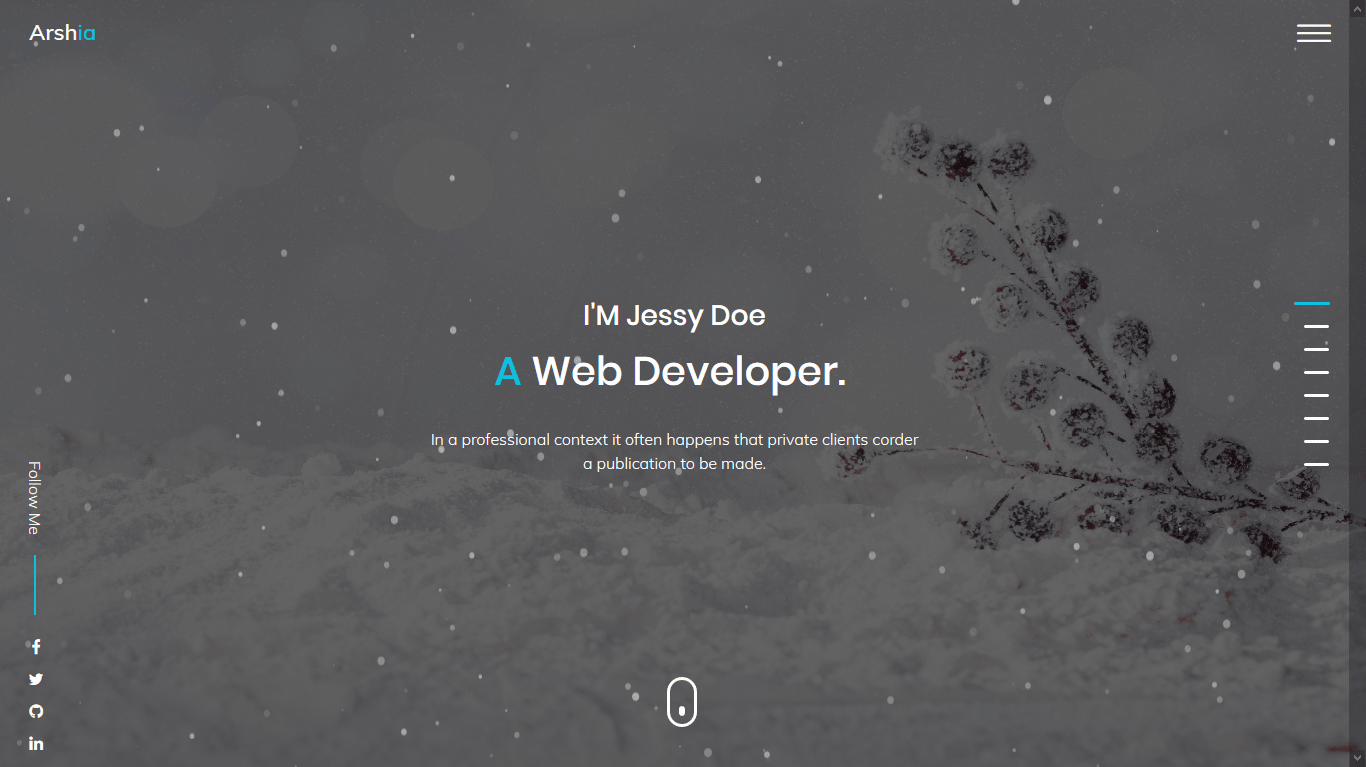 Arshia
I'M Jessy Doe
A Web Developer.
In a professional context it often happens that private clients corder
a publication to be made.
Follow Me